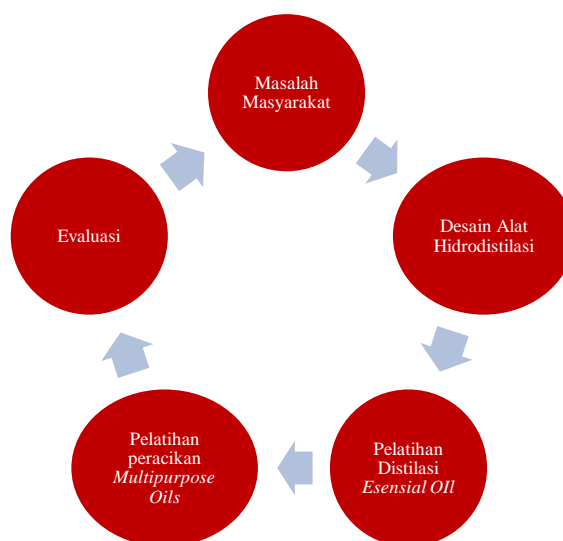 Masalah
Masyarakat
Desain Alat
Hidrodistilasi
Pelatihan
Distilasi
Esensial OIl
Pelatihan
peracikan
Multipurpose
Oils
Evaluasi